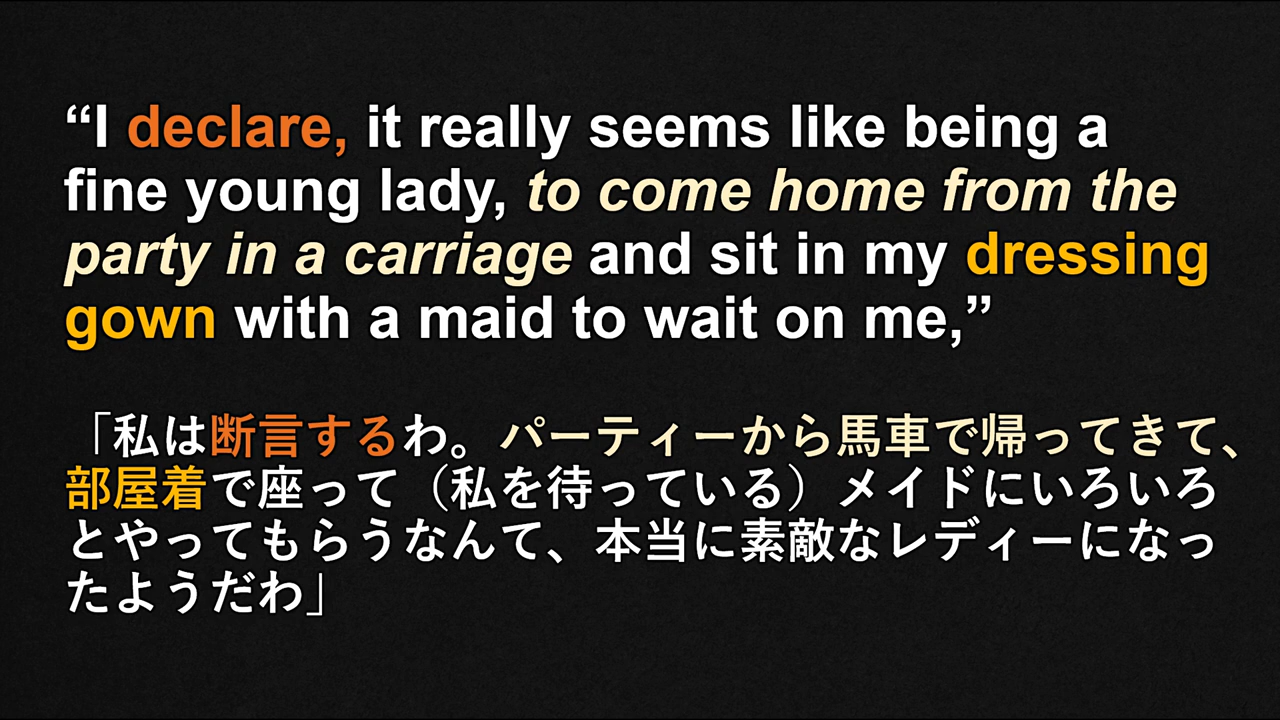 “I declare, it really seems like being a
fine young lady, to come home from the
party in a carriage and sit in my dressing
gown with a maid to wait on me,”
「私は断言するわ。パーティーから馬車で帰ってきて、
部屋着で座って（私を待っている）メイドにいろいろ
とやってもらうなんて、本当に素敵なレディーになっ
たようだわ」